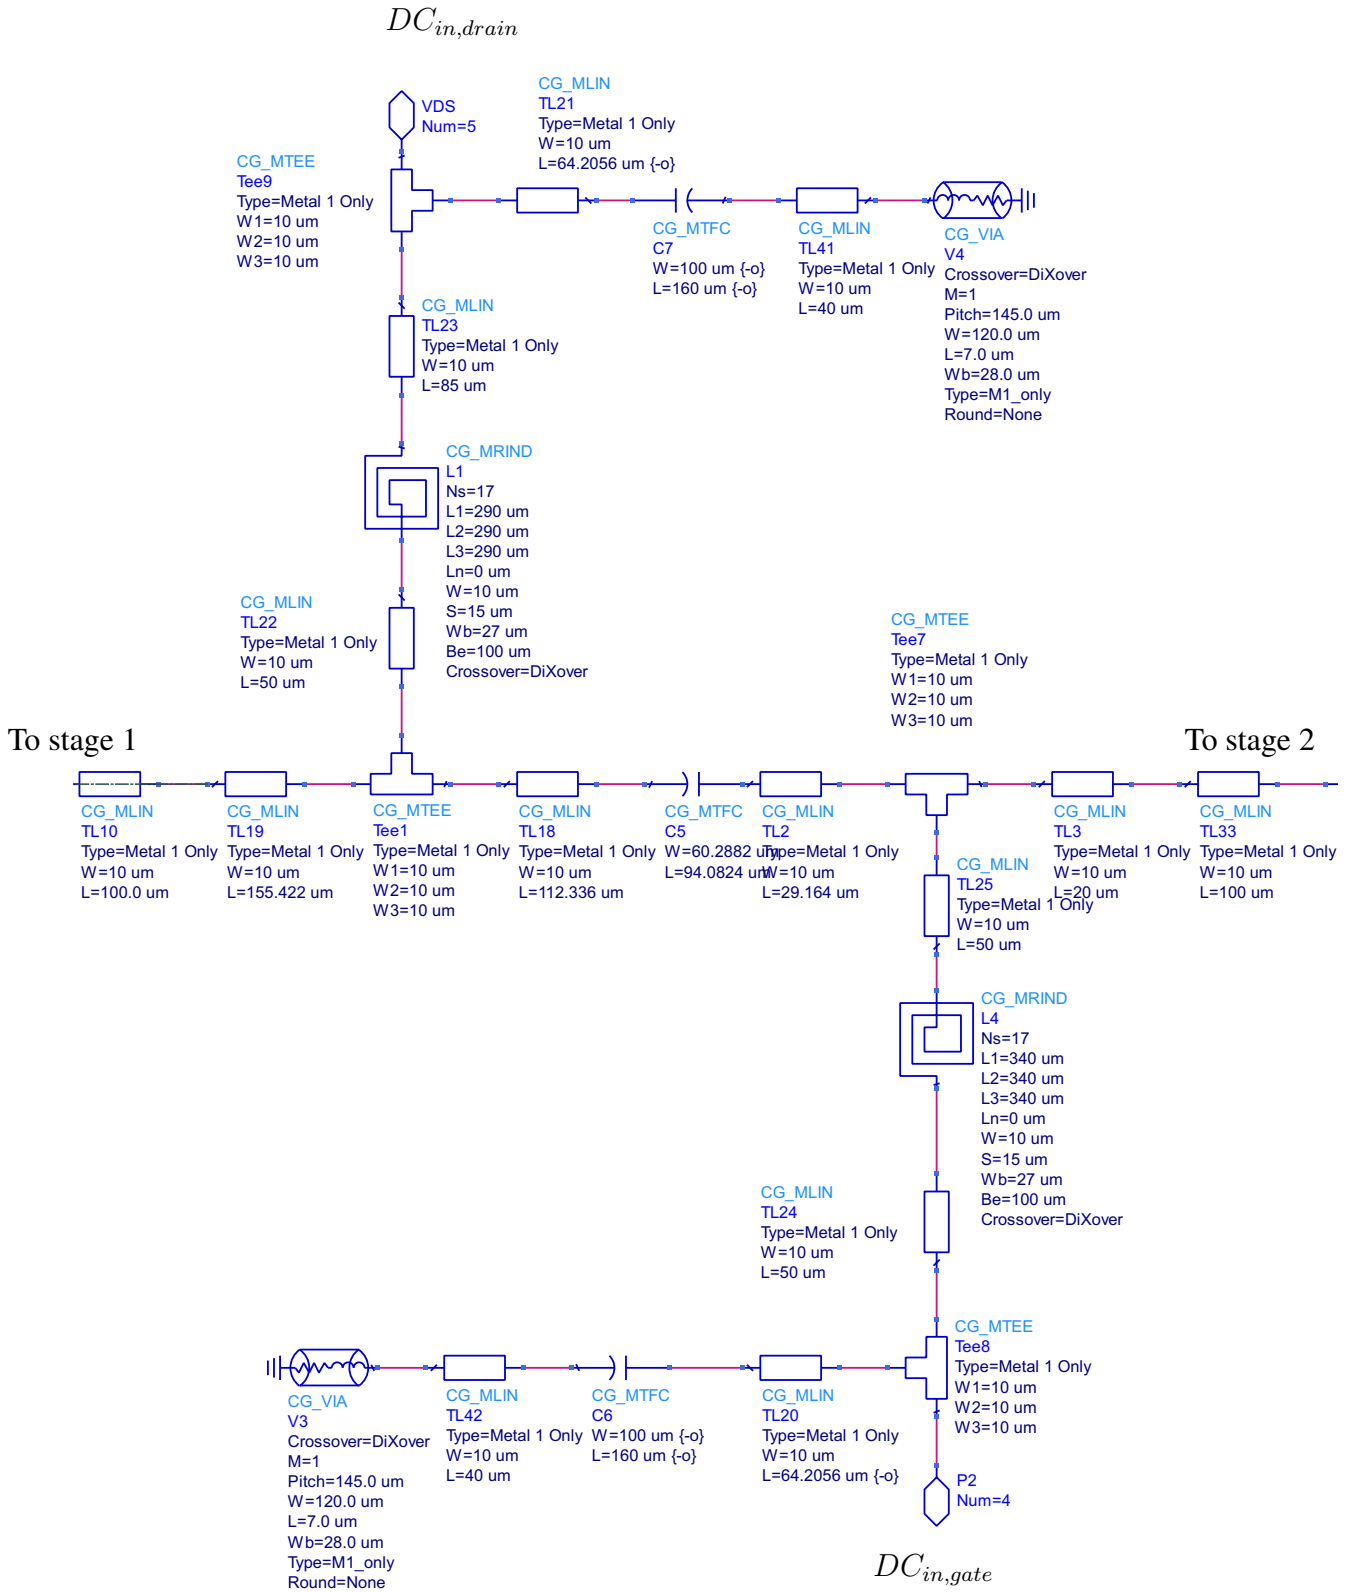 DC_{in,drain}
VDS
Num=5
CG_MLIN
TL21
Type=Metal 1 Only
W=10 um
L=64.2056 um {-o}
CG_MTEE
Tee9
Type=Metal 1 Only
W1=10 um
W2=10 um
W3=10 um
CG_MTFC
C7
W=100 um {-o}
L=160 um {-o}
CG_MLIN
TL41
Type=Metal 1 Only
W=10 um
L=40 um
CG_VIA
V4
Crossover=DiXover
M=1
Pitch=145.0 um
W=120.0 um
L=7.0 um
Wb=28.0 um
Type=M1_only
Round=None
CG_MLIN
TL23
Type=Metal 1 Only
W=10 um
L=85 um
CG_MRIND
L1
Ns=17
L1=290 um
L2=290 um
L3=290 um
Ln=0 um
W=10 um
S=15 um
Wb=27 um
Be=100 um
Crossover=DiXover
CG_MLIN
TL22
Type=Metal 1 Only
W=10 um
L=50 um
CG_MTEE
Tee7
Type=Metal 1 Only
W1=10 um
W2=10 um
W3=10 um
To stage 1
To stage 2
CG_MLIN
TL10
Type=Metal 1 Only
W=10 um
L=100.0 um
CG_MLIN
TL19
Type=Metal 1 Only
W=10 um
L=155.422 um
CG_MTEE
Tee1
Type=Metal 1 Only
W1=10 um
W2=10 um
W3=10 um
CG_MLIN
TL18
Type=Metal 1 Only
W=10 um
L=112.336 um
CG_MTFC
C5
W=60.2882 um
L=94.0824 um
CG_MLIN
TL2
Type=Metal 1 Only
W=10 um
L=29.164 um
CG_MLIN
TL3
Type=Metal 1 Only
W=10 um
L=20 um
CG_MLIN
TL33
Type=Metal 1 Only
W=10 um
L=100 um
CG_MLIN
TL25
Type=Metal 1 Only
W=10 um
L=50 um
CG_MRIND
L4
Ns=17
L1=340 um
L2=340 um
L3=340 um
Ln=0 um
W=10 um
S=15 um
Wb=27 um
Be=100 um
Crossover=DiXover
CG_MLIN
TL24
Type=Metal 1 Only
W=10 um
L=50 um
CG_MTEE
Tee8
Type=Metal 1 Only
W1=10 um
W2=10 um
W3=10 um
CG_VIA
V3
Crossover=DiXover
M=1
Pitch=145.0 um
W=120.0 um
L=7.0 um
Wb=28.0 um
Type=M1_only
Round=None
CG_MLIN
TL42
Type=Metal 1 Only
W=10 um
L=40 um
CG_MTFC
C6
W=100 um {-o}
L=160 um {-o}
CG_MLIN
TL20
Type=Metal 1 Only
W=10 um
L=64.2056 um {-o}
P2
Num=4
DC_{in,gate}